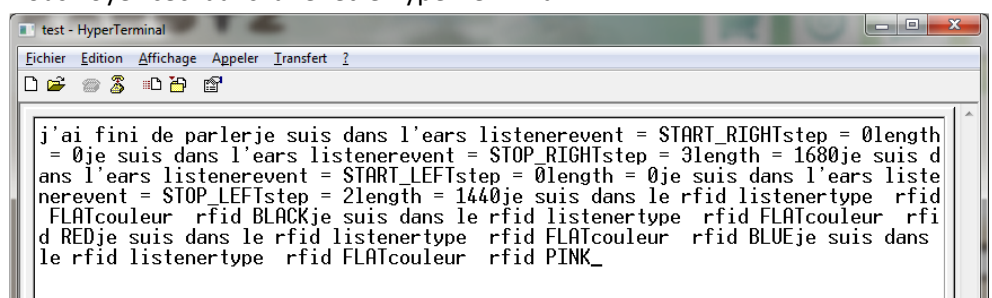 test - HyperTerminal
Fichier Edition Affichage Appeler Transfert ?
j'ai fini de parlerje suis dans l'ears listenerevent = START_RIGHTstep = 0length
= 0je suis dans l'ears listenerevent = STOP_RIGHTstep = 3length = 1680je suis d
ans l'ears listenerevent = START_LEFTstep = 0length = 0je suis dans l'ears liste
nerevent = STOP_LEFTstep = 2length = 1440je suis dans le rfid listenertype rfid
FLATcouleur rfid BLACKje suis dans le rfid listenertype rfid FLATcouleur rfi
d REDje suis dans le rfid listenertype rfid FLATcouleur rfid BLUEje suis dans
le rfid listenertype rfid FLATcouleur rfid PINK_